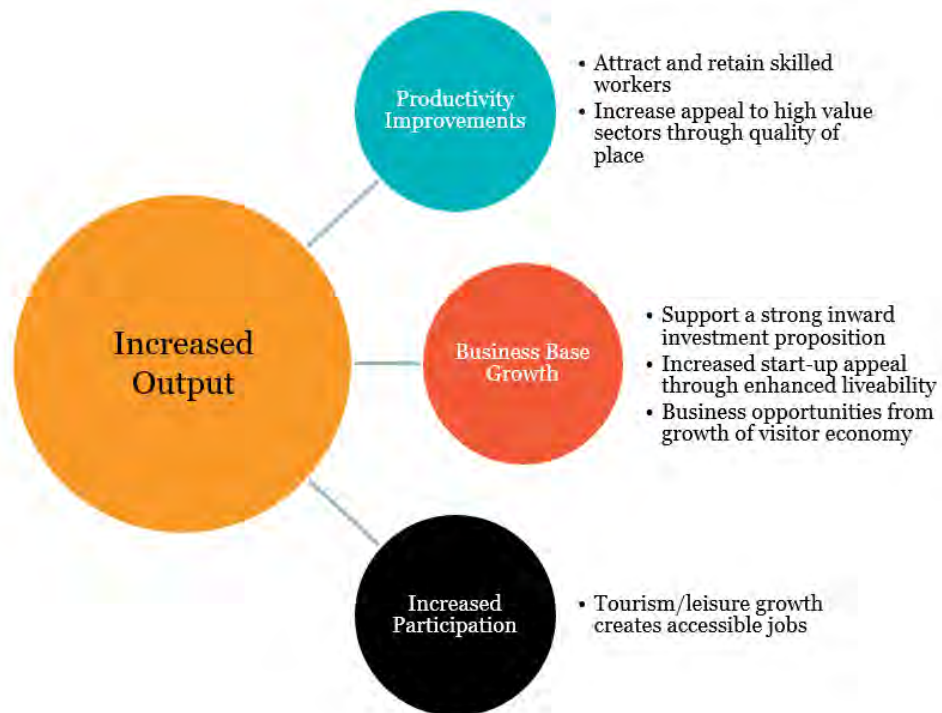 Productivity
Improvements
• Attract and retain skilled
workers
• Increase appeal to high value
sectors through quality of
place
Increased
Output
Business Base
Growth
• Support a strong inward
investment proposition
• Increased start-up appeal
through enhanced liveability
• Business opportunities from
growth of visitor economy
Increased
Participation
• Tourism/leisure growth
creates accessible jobs